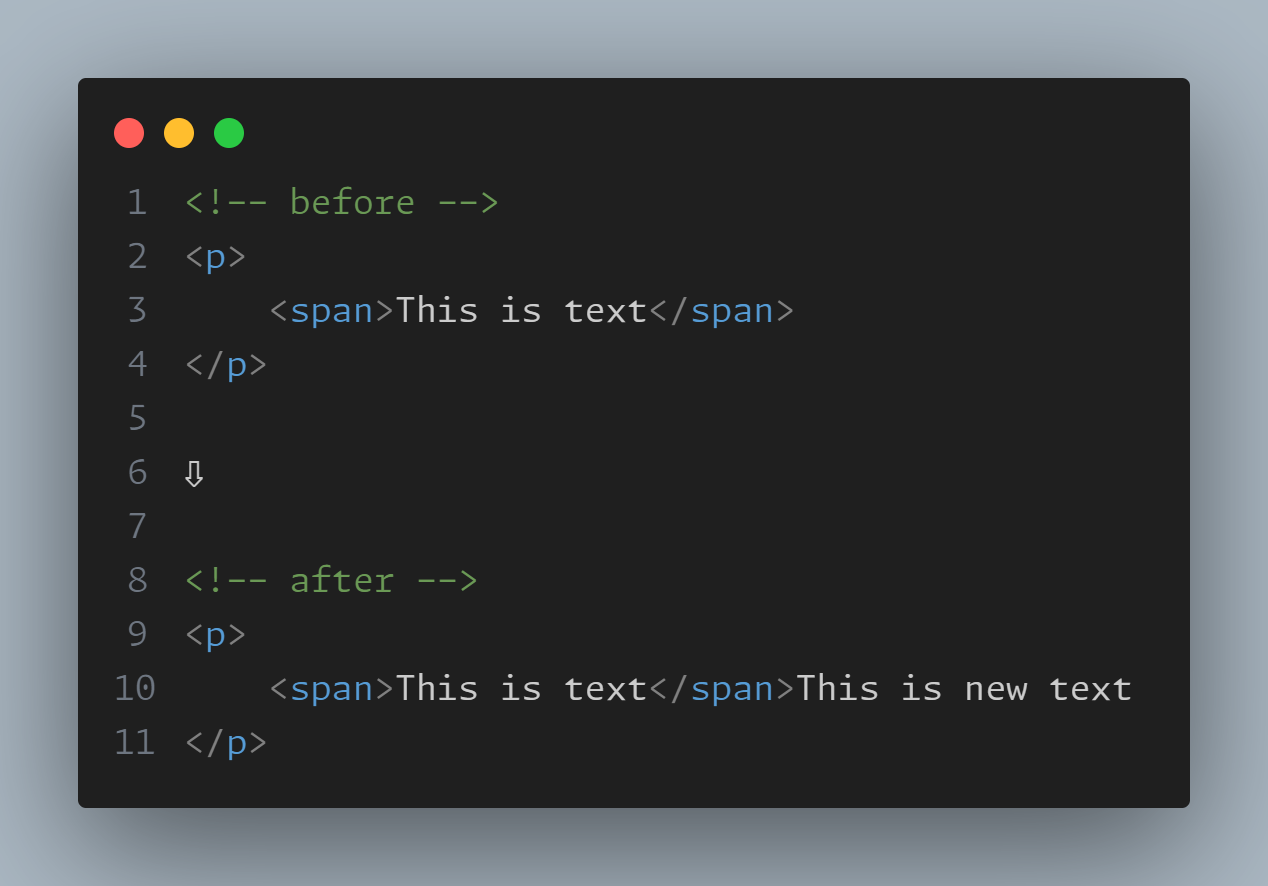 1 <!-- before -->
2 <p>
3     <span>This is text</span>
4 </p>
5
6 ⇩
7
8 <!-- after -->
9 <p>
10     <span>This is text</span>This is new text
11 </p>